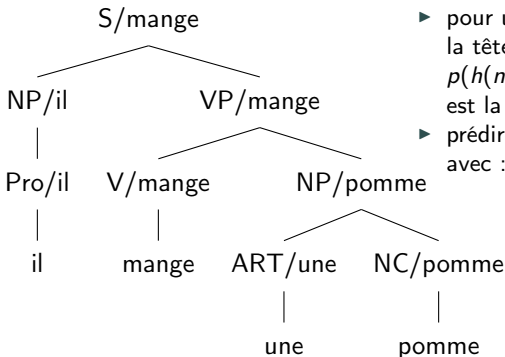 S/mange
NP/il VP/mange
Pro/il V/mange NP/pomme
il mange ART/une NC/pomme
une pomme
▶ pour u
la têt
p(h(n
est la
▶ prédir
avec :